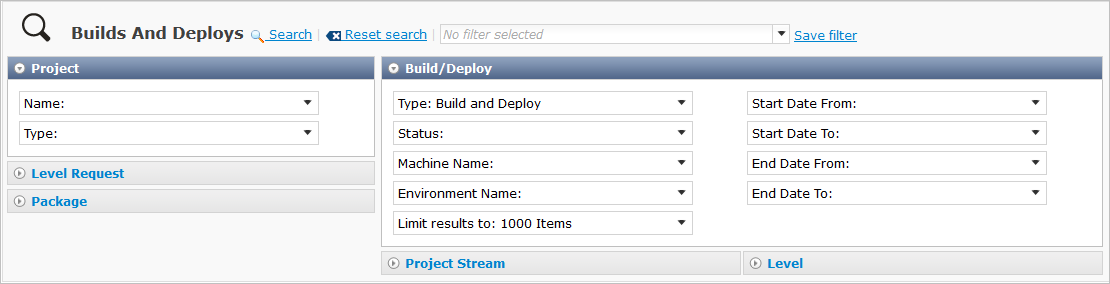 Builds And Deploys Search Reset search No filter selected Save filter
Project
Name:
Type:
Level Request
Package
Build/Deploy
Type: Build and Deploy
Status:
Machine Name:
Environment Name:
Limit results to: 1000 Items
Start Date From:
Start Date To:
End Date From:
End Date To:
Project Stream
Level